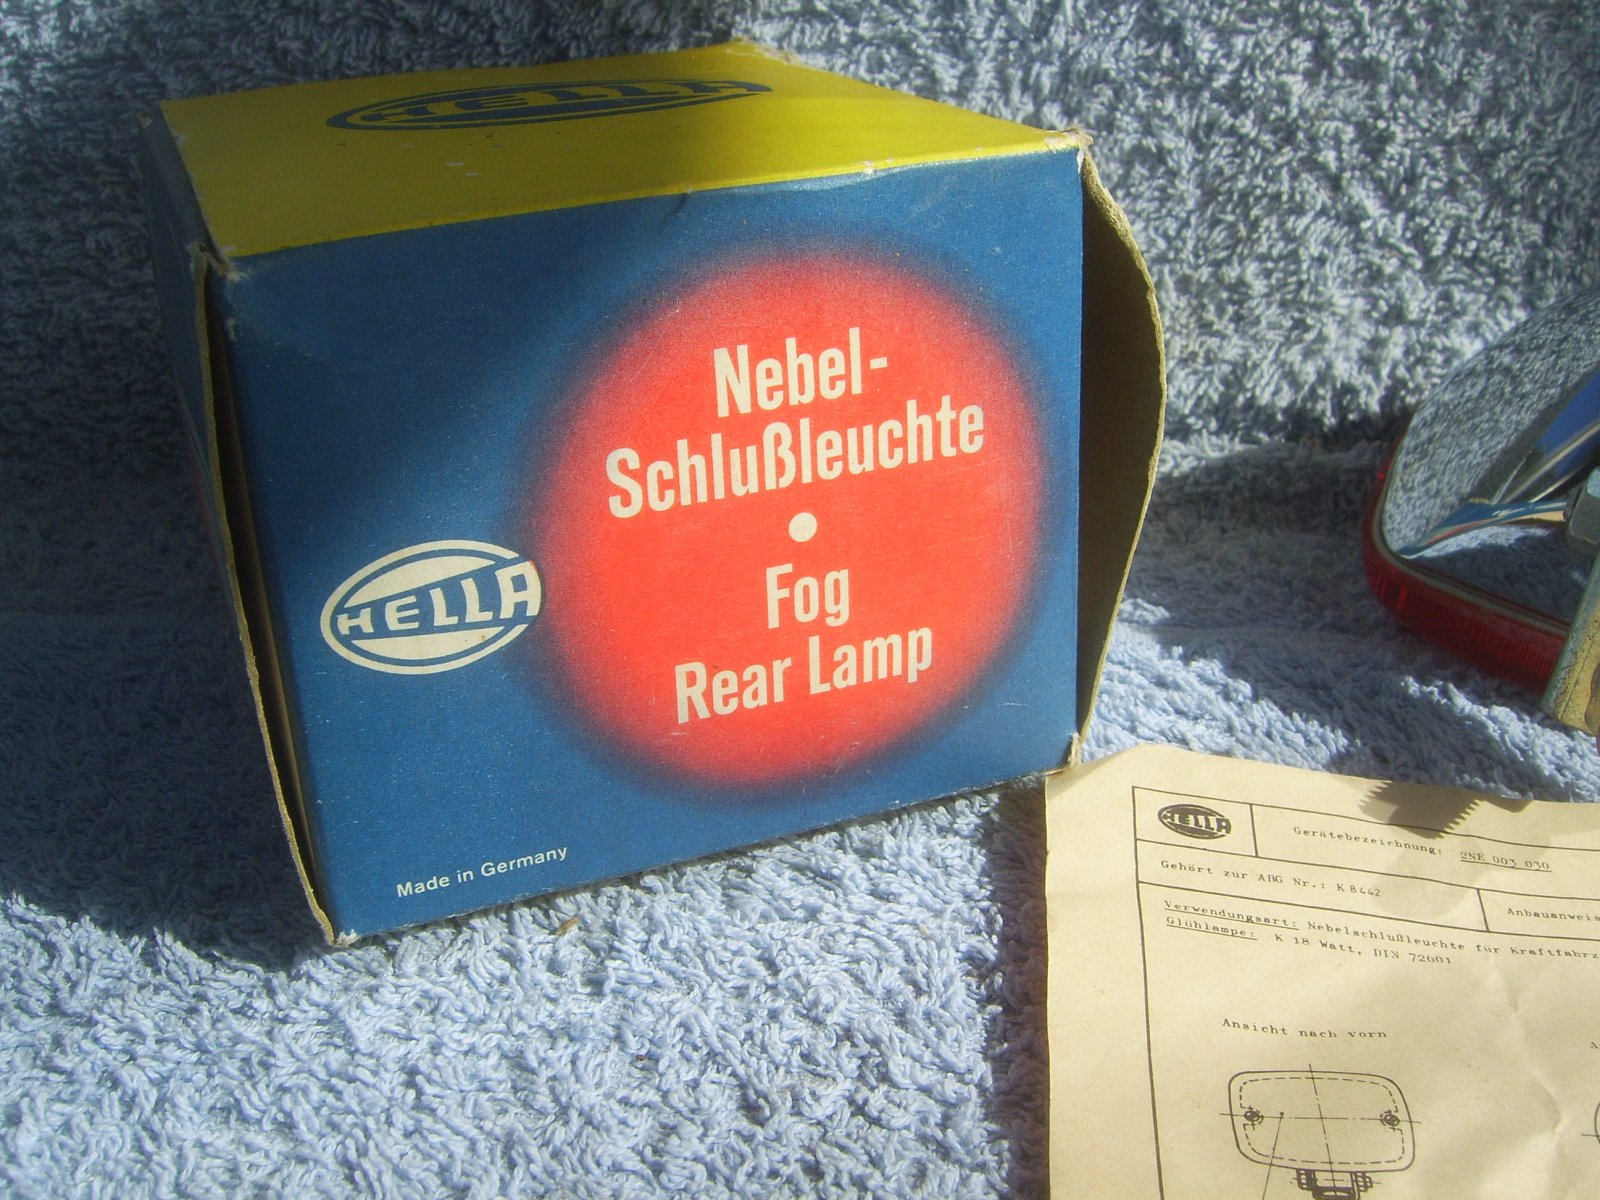 HELLA
Nebel-
Schlußleuchte
•
Fog
Rear Lamp
HELLA
Made in Germany
HELLA
Gerätebezeichnung: 2NE 003 030
Gehört zur ABG Nr.: K 8442
Anbauanweis
Verwendungsart: Nebelschlußleuchte für Kraftfahrz
Glühlampe: K 18 Watt, DIN 72601
Ansicht nach vorn
A